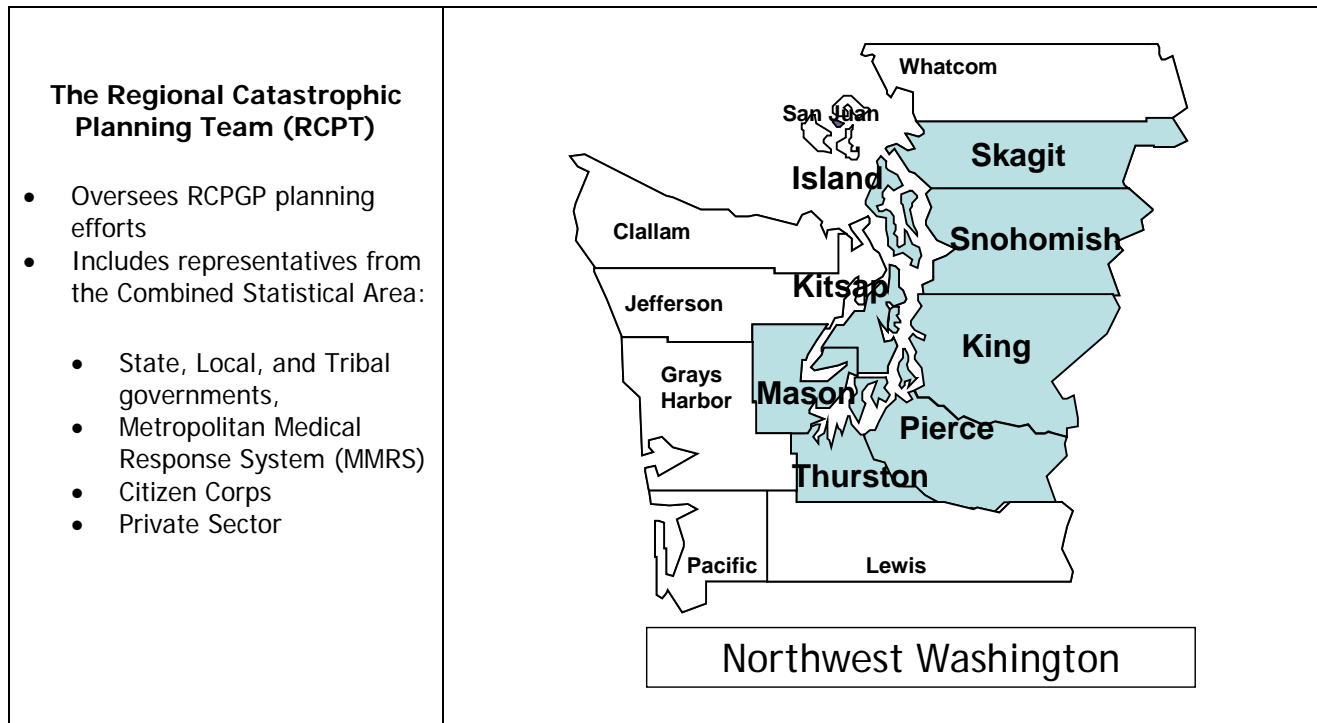 The Regional Catastrophic
Planning Team (RCPT)
• Oversees RCPGP planning
efforts
• Includes representatives from
the Combined Statistical Area:
• State, Local, and Tribal
governments,
• Metropolitan Medical
Response System (MMRS)
• Citizen Corps
• Private Sector
Whatcom
San Juan
Skagit
Island
Clallam
Snohomish
Kitsap
Jefferson
King
Grays
Harbor
Mason
Pierce
Thurston
Pacific
Lewis
Northwest Washington